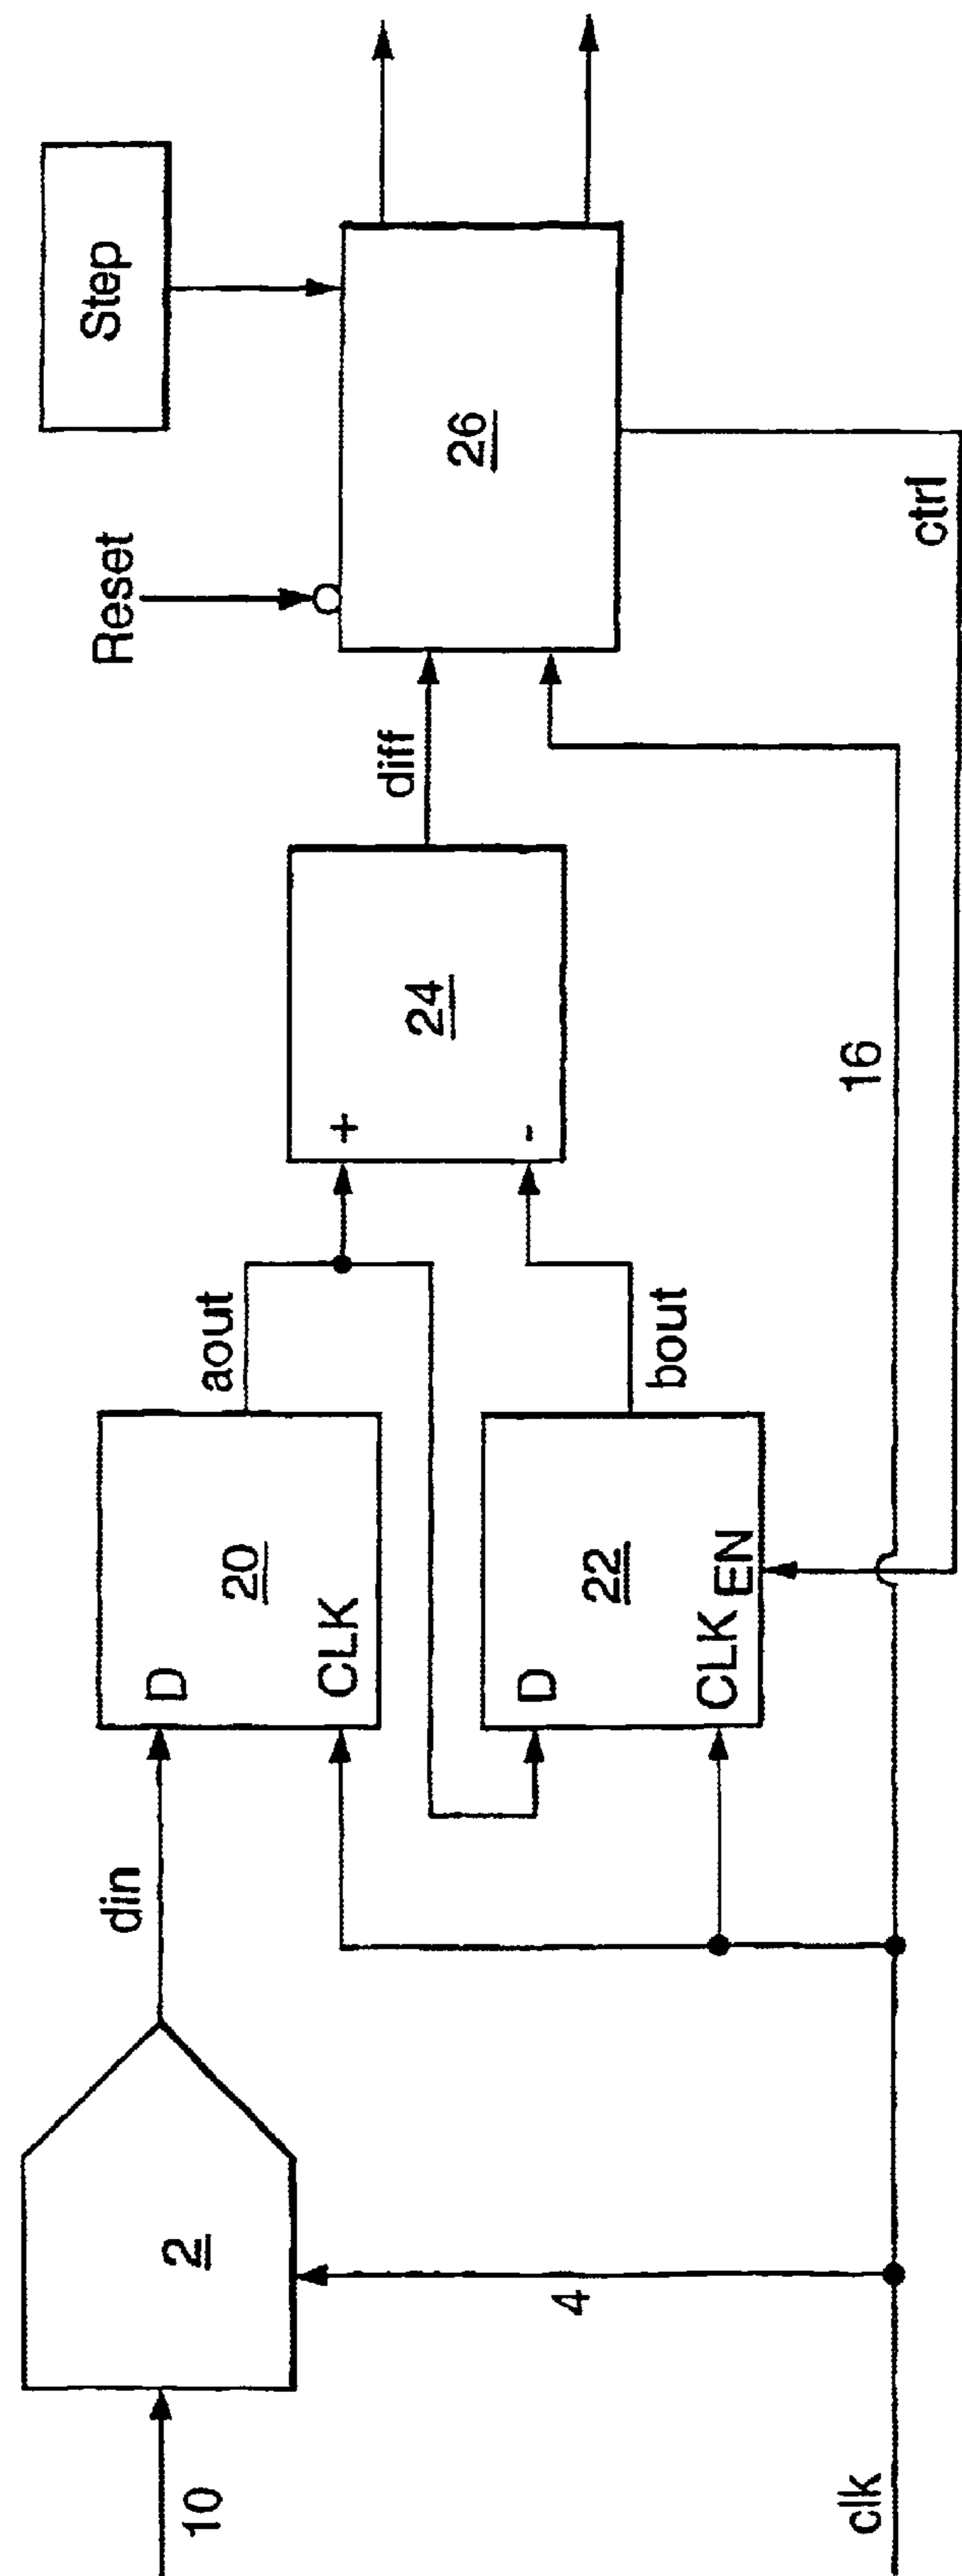 10
2
din
4
clk
D
20
CLK
aout
D
22
CLK
EN
bout
+
-
24
diff
16
Reset
Step
26
ctrl